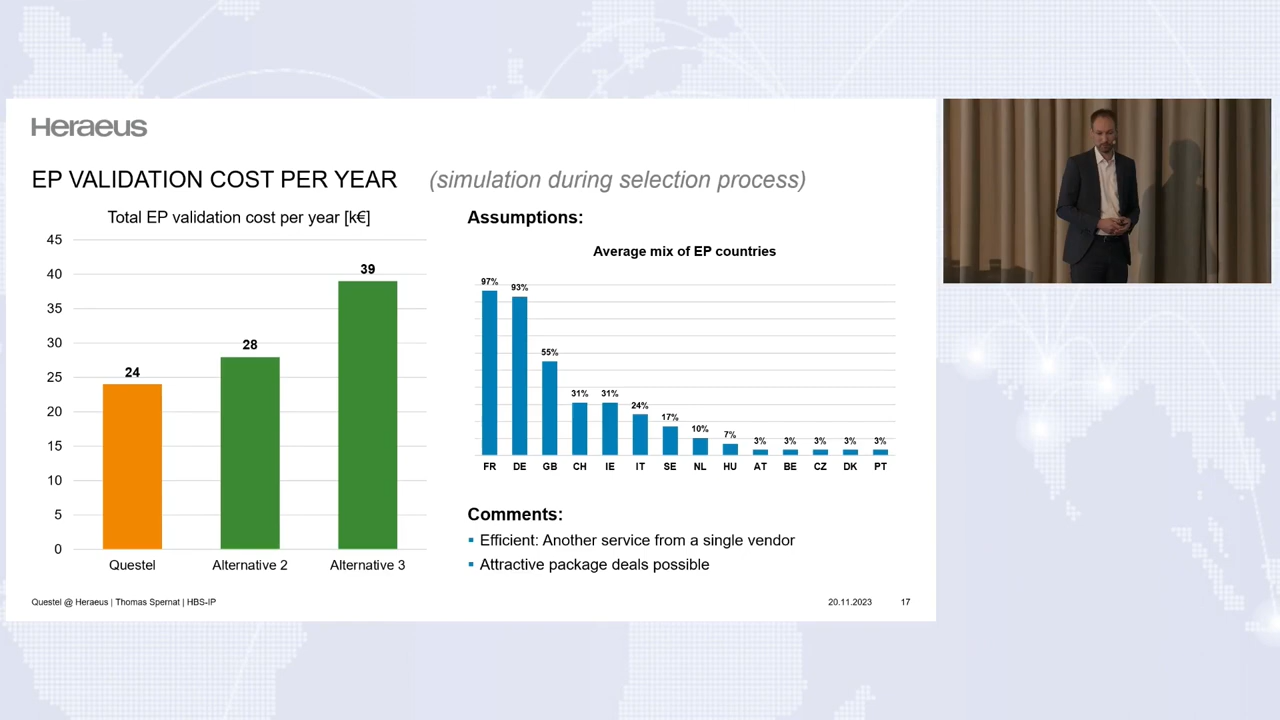 Heraeus
EP VALIDATION COST PER YEAR (simulation during selection process)
Total EP validation cost per year [k€]
45
40
35
30
25
20
15
10
5
0
24
28
39
Questel Alternative 2 Alternative 3
Assumptions:
Average mix of EP countries
97% 93% 55% 31% 31% 24% 17% 10% 7% 3% 3% 3% 3% 3%
FR DE GB CH IE IT SE NL HU AT BE CZ DK PT
Comments:
▪ Efficient: Another service from a single vendor
▪ Attractive package deals possible
Questel @ Heraeus | Thomas Spernat | HBS-IP
20.11.2023 17